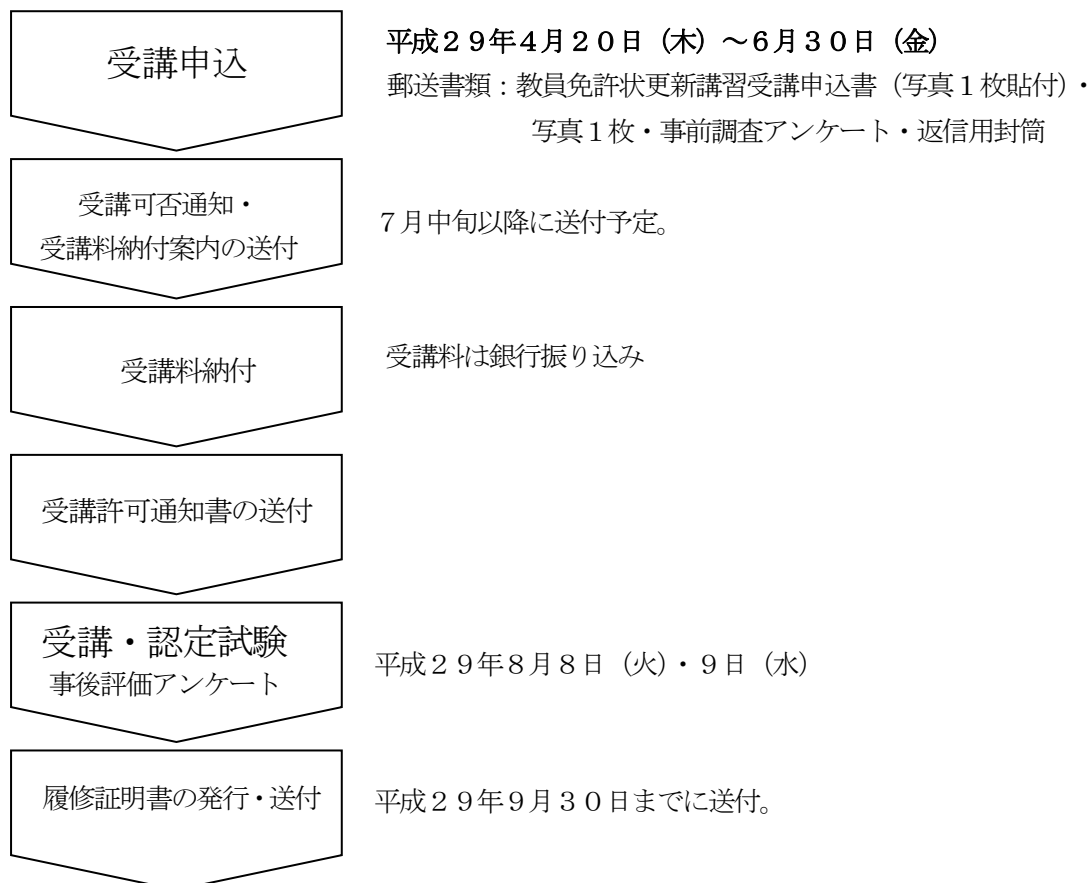 受講申込
平成２９年４月２０日（木）～６月３０日（金）
郵送書類：教員免許状更新講習受講申込書（写真１枚貼付）・
写真１枚・事前調査アンケート・返信用封筒
受講可否通知・
受講料納付案内の送付
７月中旬以降に送付予定。
受講料納付
受講料は銀行振り込み
受講許可通知書の送付
受講・認定試験
事後評価アンケート
平成２９年８月８日（火）・９日（水）
履修証明書の発行・送付
平成２９年９月３０日までに送付。